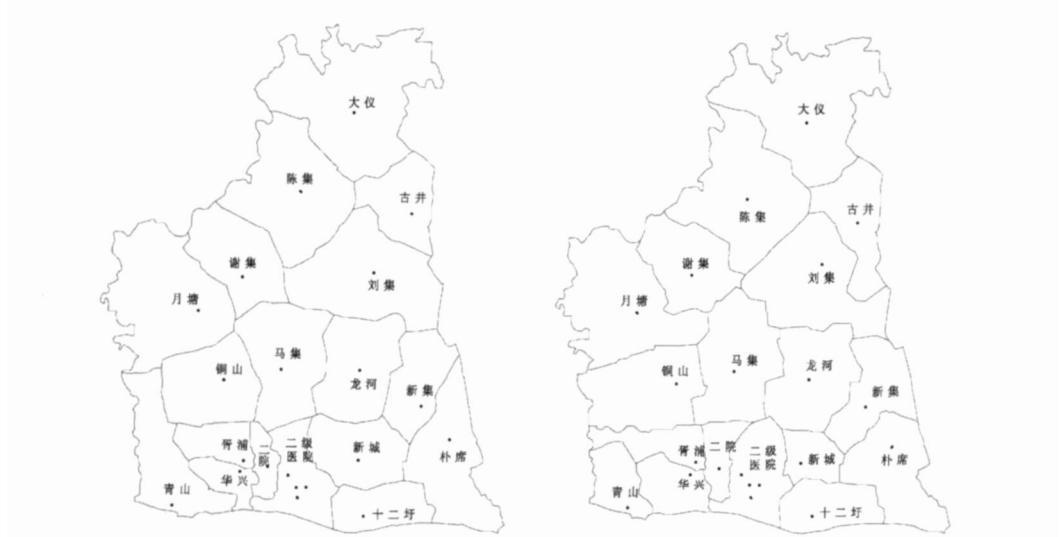 大仪
陈集
古井
谢集
刘集
月塘
马集
铜山
龙河
新集
胥浦
二院
二级
医院
新城
朴席
华兴
青山
十二圩
大仪
古井
陈集
谢集
刘集
月塘
马集
铜山
龙河
新集
胥浦
二院
二级
医院
新城
朴席
华兴
青山
十二圩